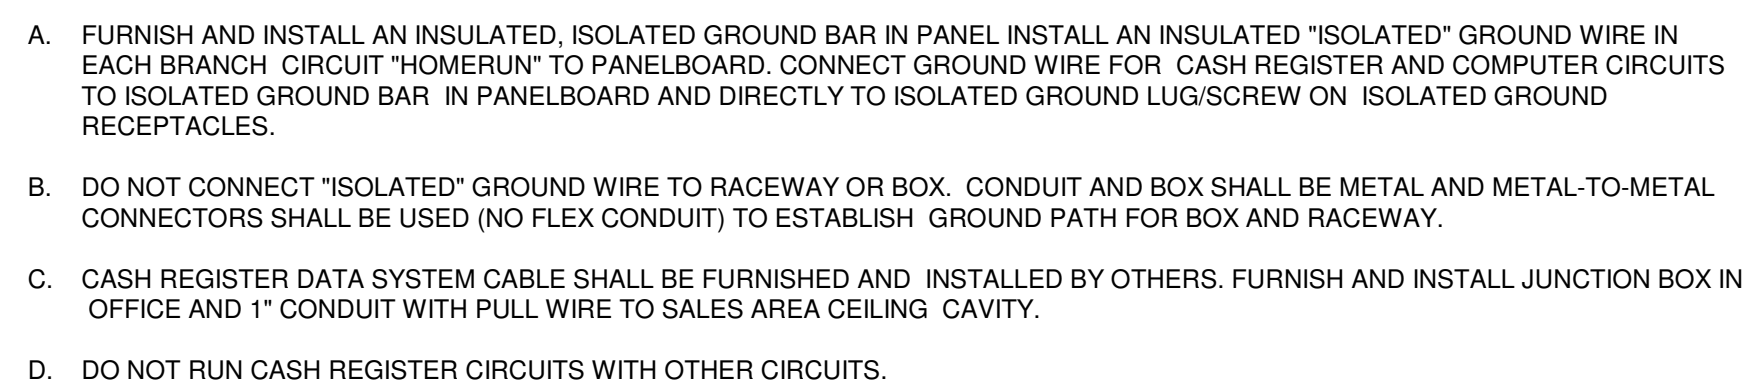 A. FURNISH AND INSTALL AN INSULATED, ISOLATED GROUND BAR IN PANEL INSTALL AN INSULATED "ISOLATED" GROUND WIRE IN
EACH BRANCH CIRCUIT "HOMERUN" TO PANELBOARD. CONNECT GROUND WIRE FOR CASH REGISTER AND COMPUTER CIRCUITS
TO ISOLATED GROUND BAR IN PANELBOARD AND DIRECTLY TO ISOLATED GROUND LUG/SCREW ON ISOLATED GROUND
RECEPTACLES.
B. DO NOT CONNECT "ISOLATED" GROUND WIRE TO RACEWAY OR BOX. CONDUIT AND BOX SHALL BE METAL AND METAL-TO-METAL
CONNECTORS SHALL BE USED (NO FLEX CONDUIT) TO ESTABLISH GROUND PATH FOR BOX AND RACEWAY.
C. CASH REGISTER DATA SYSTEM CABLE SHALL BE FURNISHED AND INSTALLED BY OTHERS. FURNISH AND INSTALL JUNCTION BOX IN
OFFICE AND 1" CONDUIT WITH PULL WIRE TO SALES AREA CEILING CAVITY.
D. DO NOT RUN CASH REGISTER CIRCUITS WITH OTHER CIRCUITS.